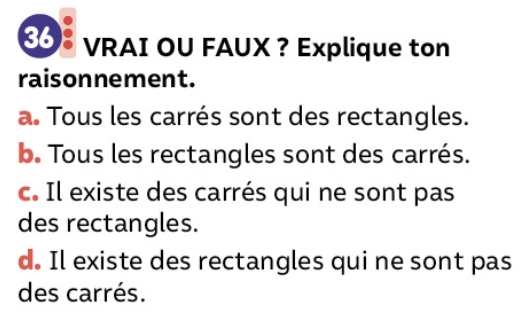 36 VRAI OU FAUX ? Explique ton
raisonnement.
a. Tous les carrés sont des rectangles.
b. Tous les rectangles sont des carrés.
c. Il existe des carrés qui ne sont pas
des rectangles.
d. Il existe des rectangles qui ne sont pas
des carrés.